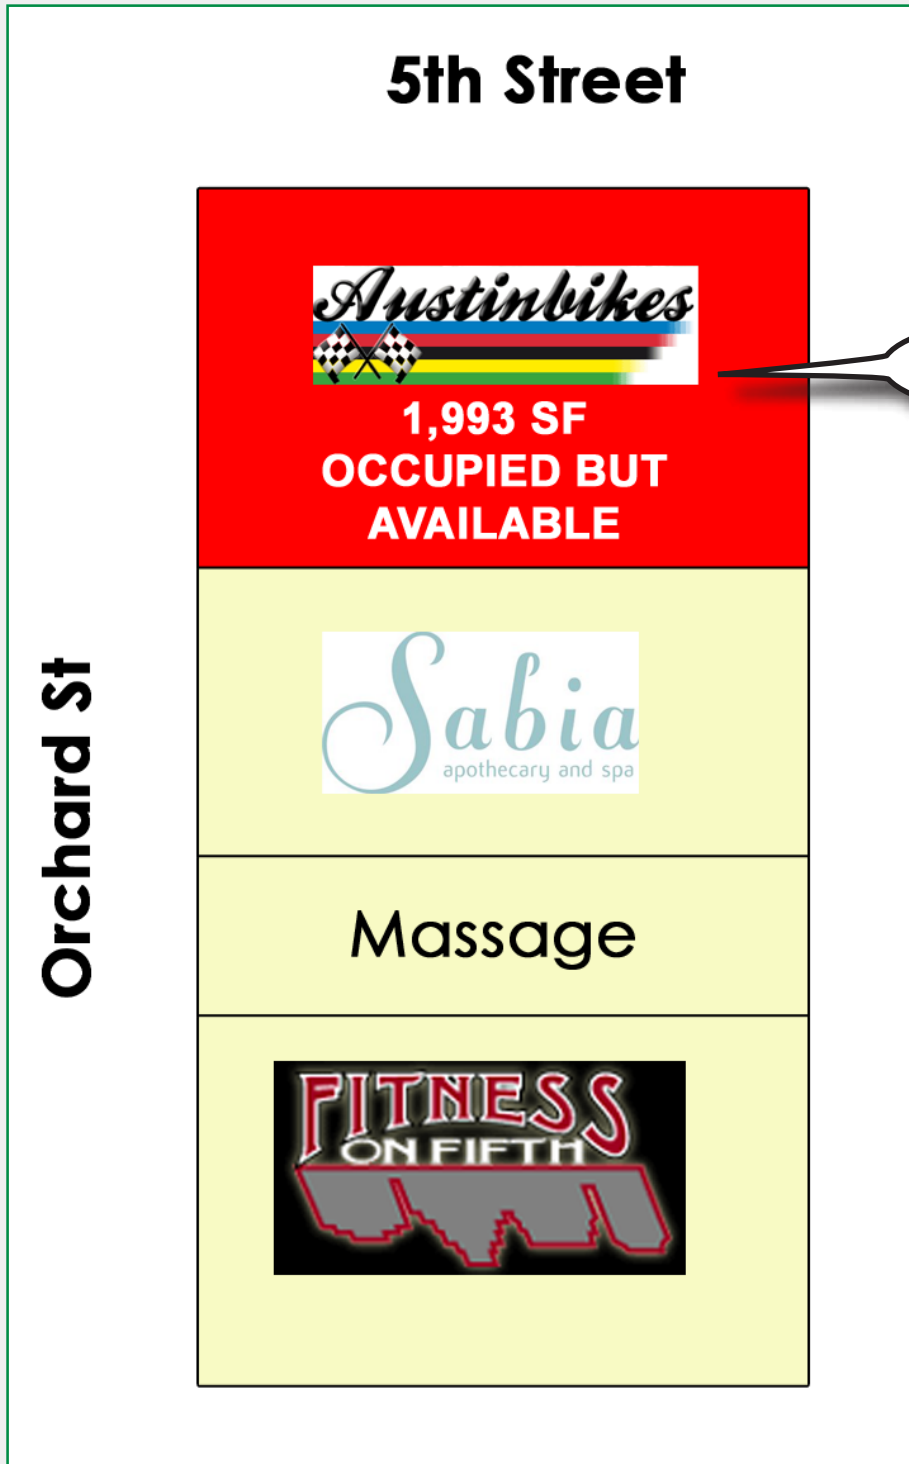 5th Street
Austinbikes
1,993 SF
OCCUPIED BUT
AVAILABLE
Orchard St
Sabia
apothecary and spa
Massage
FITNESS
ON FIFTH